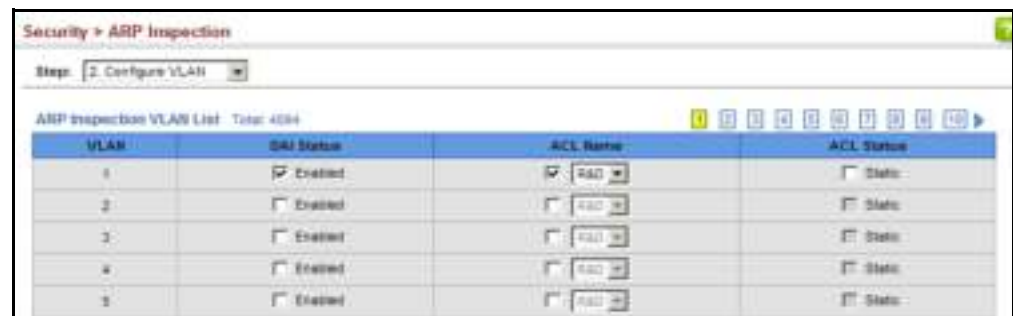 Security > ARP Inspection
Step: 2. Configure VLAN
ARP Inspection VLAN List Total: 4094
1 2 3 4 5 6 7 8 9 10
VLAN DAI Status ACL Name ACL Status
1 Enabled R&D Static
2 Enabled R&D Static
3 Enabled R&D Static
4 Enabled R&D Static
5 Enabled R&D Static